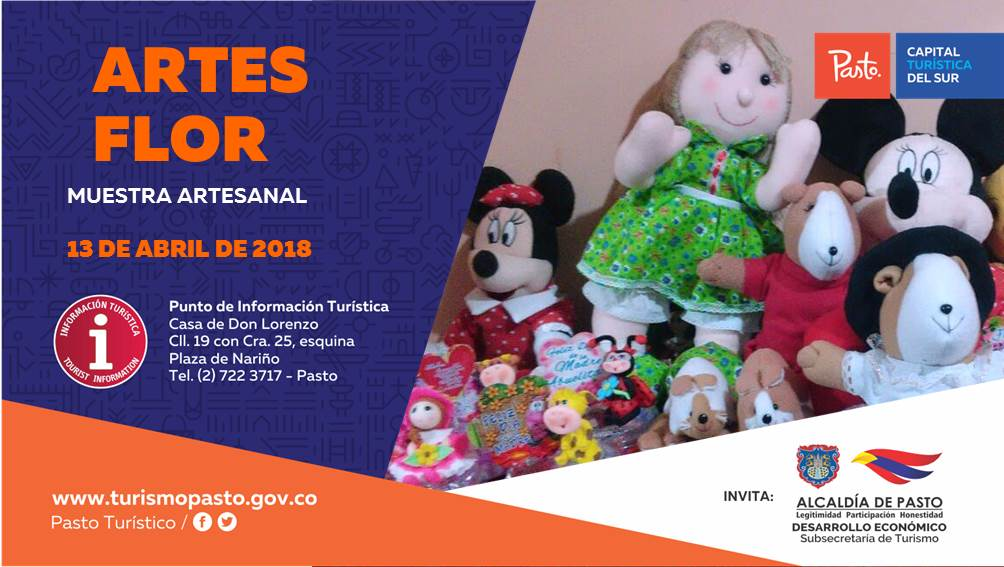 ARTES
FLOR
MUESTRA ARTESANAL
13 DE ABRIL DE 2018
INFORMACIÓN TURÍSTICA
i
TOURIST INFORMATION
Punto de Información Turística
Casa de Don Lorenzo
Cll. 19 con Cra. 25, esquina
Plaza de Nariño
Tel. (2) 722 3717 - Pasto
www.turismopasto.gov.co
Pasto Turístico /
Pasto.
CAPITAL
TURÍSTICA
DEL SUR
INVITA:
ALCALDÍA DE PASTO
Legitimidad Participación Honestidad
DESARROLLO ECONÓMICO
Subsecretaría de Turismo